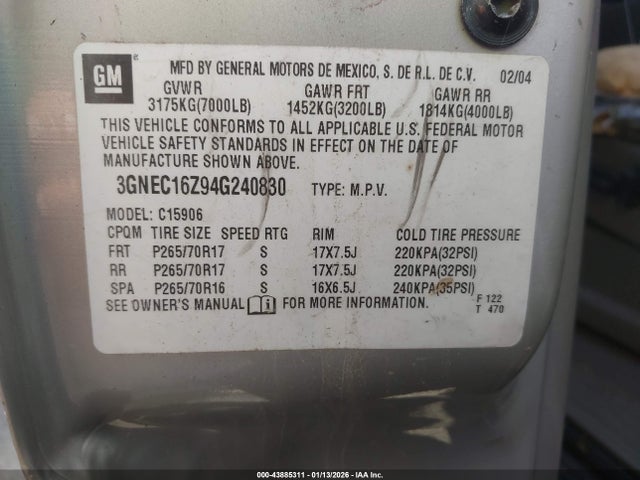 GM
MFD BY GENERAL MOTORS DE MEXICO, S. DE R.L. DE C.V. 02/04
GVWR GAWR FRT GAWR RR
3175KG(7000LB) 1452KG(3200LB) 1814KG(4000LB)
THIS VEHICLE CONFORMS TO ALL APPLICABLE U.S. FEDERAL MOTOR
VEHICLE SAFETY STANDARDS IN EFFECT ON THE DATE OF
MANUFACTURE SHOWN ABOVE.
3GNEC16Z94G240830 TYPE: M.P.V.
MODEL: C15906
CPQM TIRE SIZE SPEED RTG RIM COLD TIRE PRESSURE
FRT P265/70R17 S 17X7.5J 220KPA(32PSI)
RR P265/70R17 S 17X7.5J 220KPA(32PSI)
SPA P265/70R16 S 16X6.5J 240KPA(35PSI)
SEE OWNER'S MANUAL i FOR MORE INFORMATION.
F 122
T 470
000-43885311 - 01/13/2026 - IAA Inc.